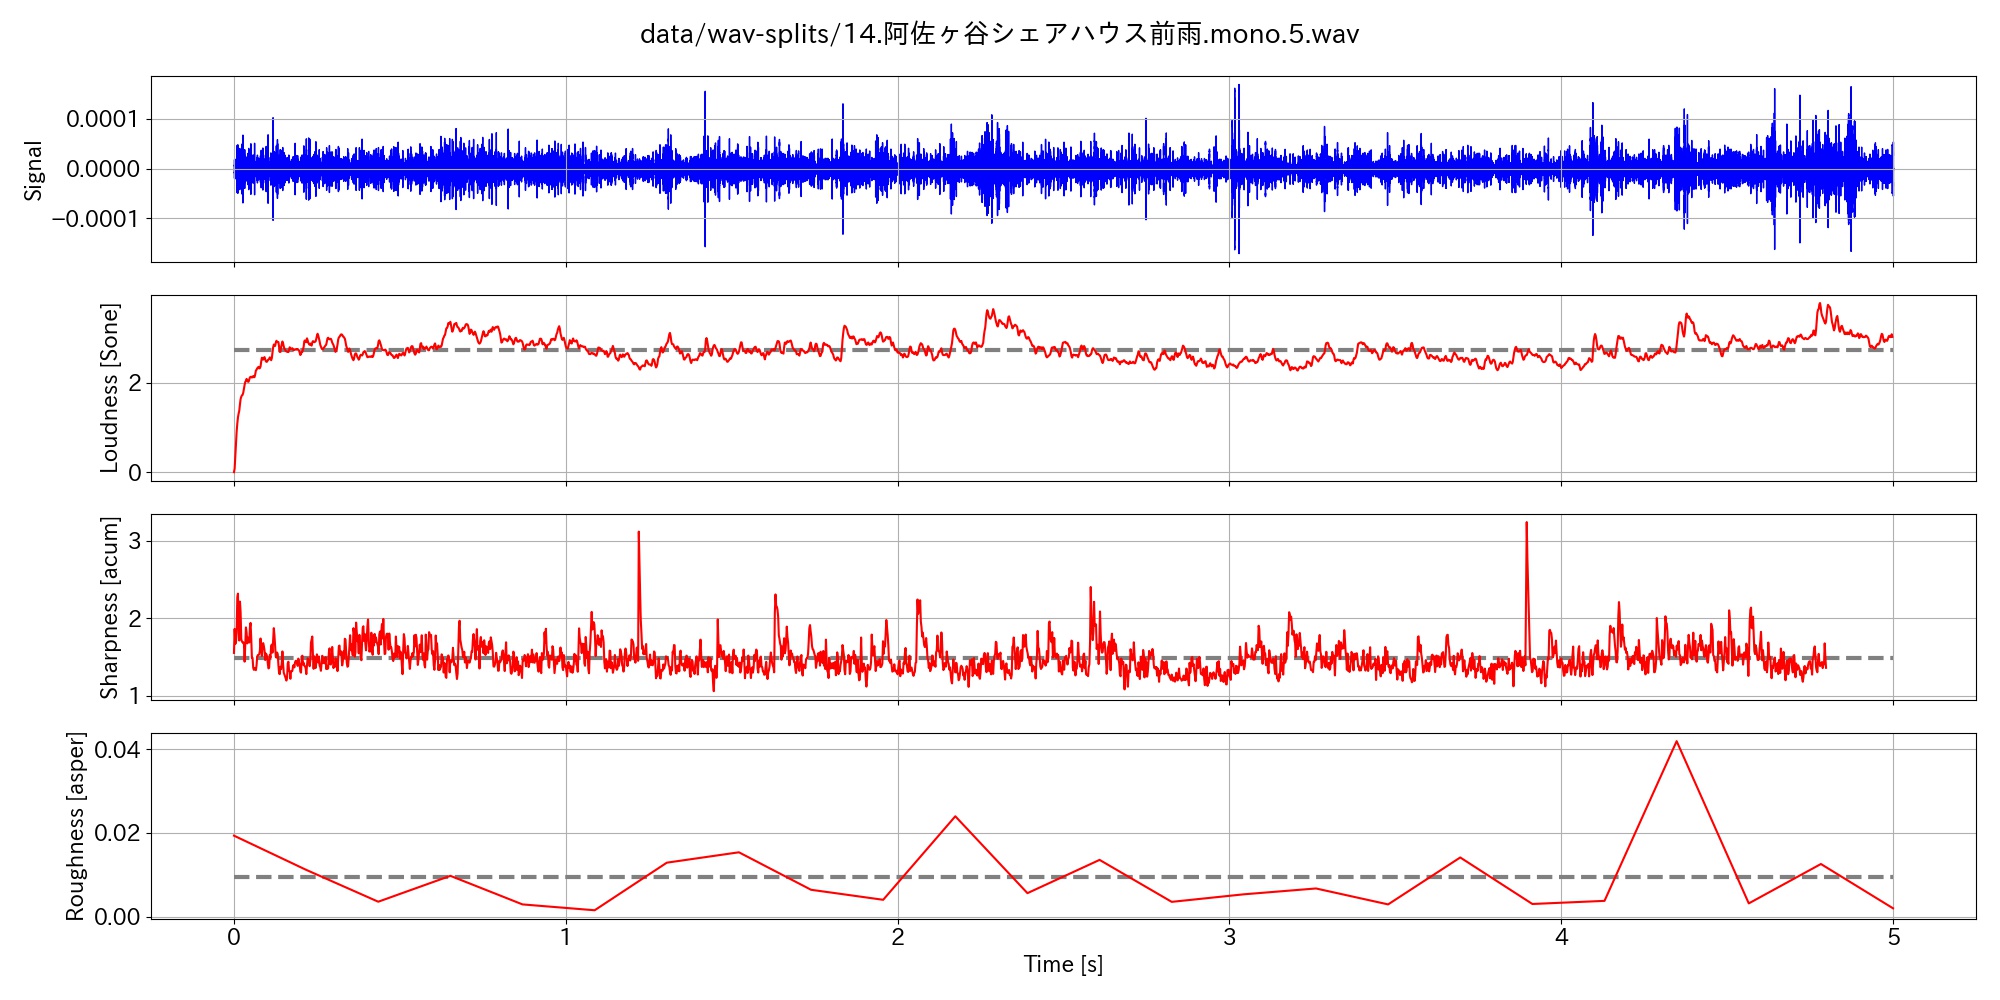 data/wav-splits/14.阿佐ヶ谷シェアハウス前雨.mono.5.wav
Signal
0.0001
0.0000
−0.0001
Loudness [Sone]
2
0
Sharpness [acum]
3
2
1
Roughness [asper]
0.04
0.02
0.00
0 1 2 3 4 5
Time [s]